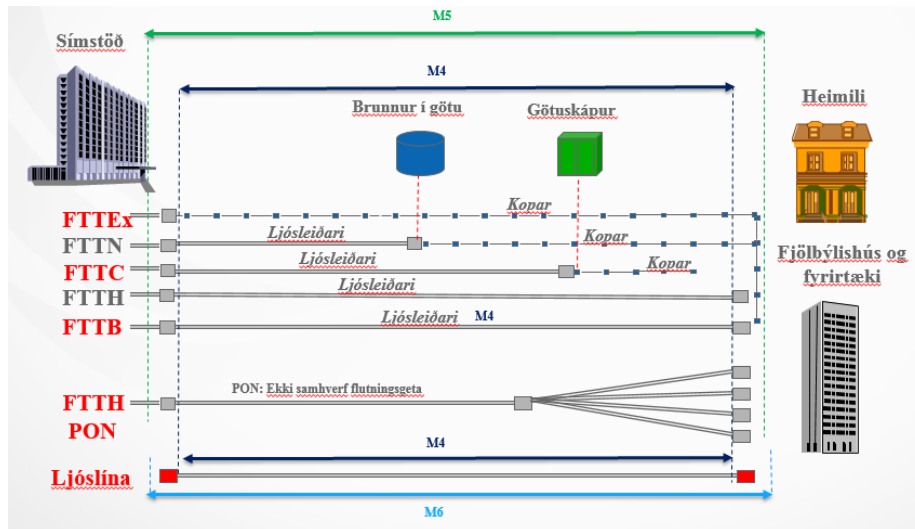 M5
Símstöð
M4
Brunnur í götu
Götuskápur
Heimili
FTTEx
Kopar
FTTN
Ljósleiðari
Kopar
FTTC
Ljósleiðari
Kopar
Fjölbýlishús og
fyrirtæki
FTTH
Ljósleiðari
FTTB
Ljósleiðari
M4
PON: Ekki samhverf flutningsgeta
FTTH
PON
M4
Ljóslína
M6